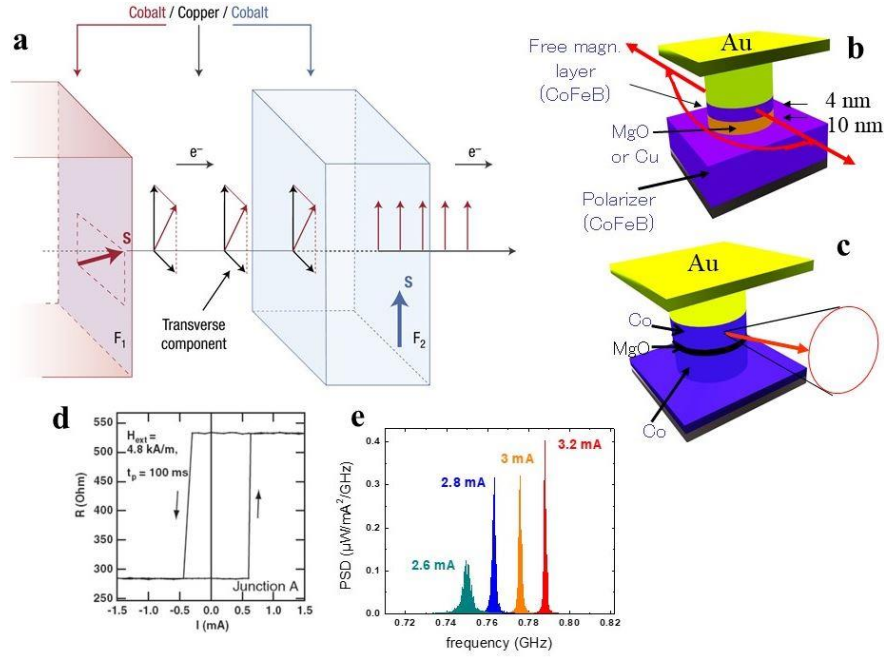 a
Cobalt / Copper / Cobalt
e⁻
e⁻
S
S
F₁
F₂
Transverse
component
b
Au
Free magn.
layer
(CoFeB)
4 nm
10 nm
MgO
or Cu
Polarizer
(CoFeB)
c
Au
Co
MgO
Co
d
R (Ohm)
550
500
450
400
350
300
250
Hext =
4.8 kA/m,
tp = 100 ms
Junction A
-1.5 -1.0 -0.5 0.0 0.5 1.0 1.5
I (mA)
e
PSD (µW/mA²/GHz)
0.4
0.3
0.2
0.1
0.0
3.2 mA
3 mA
2.8 mA
2.6 mA
0.72 0.74 0.76 0.78 0.80 0.82
frequency (GHz)